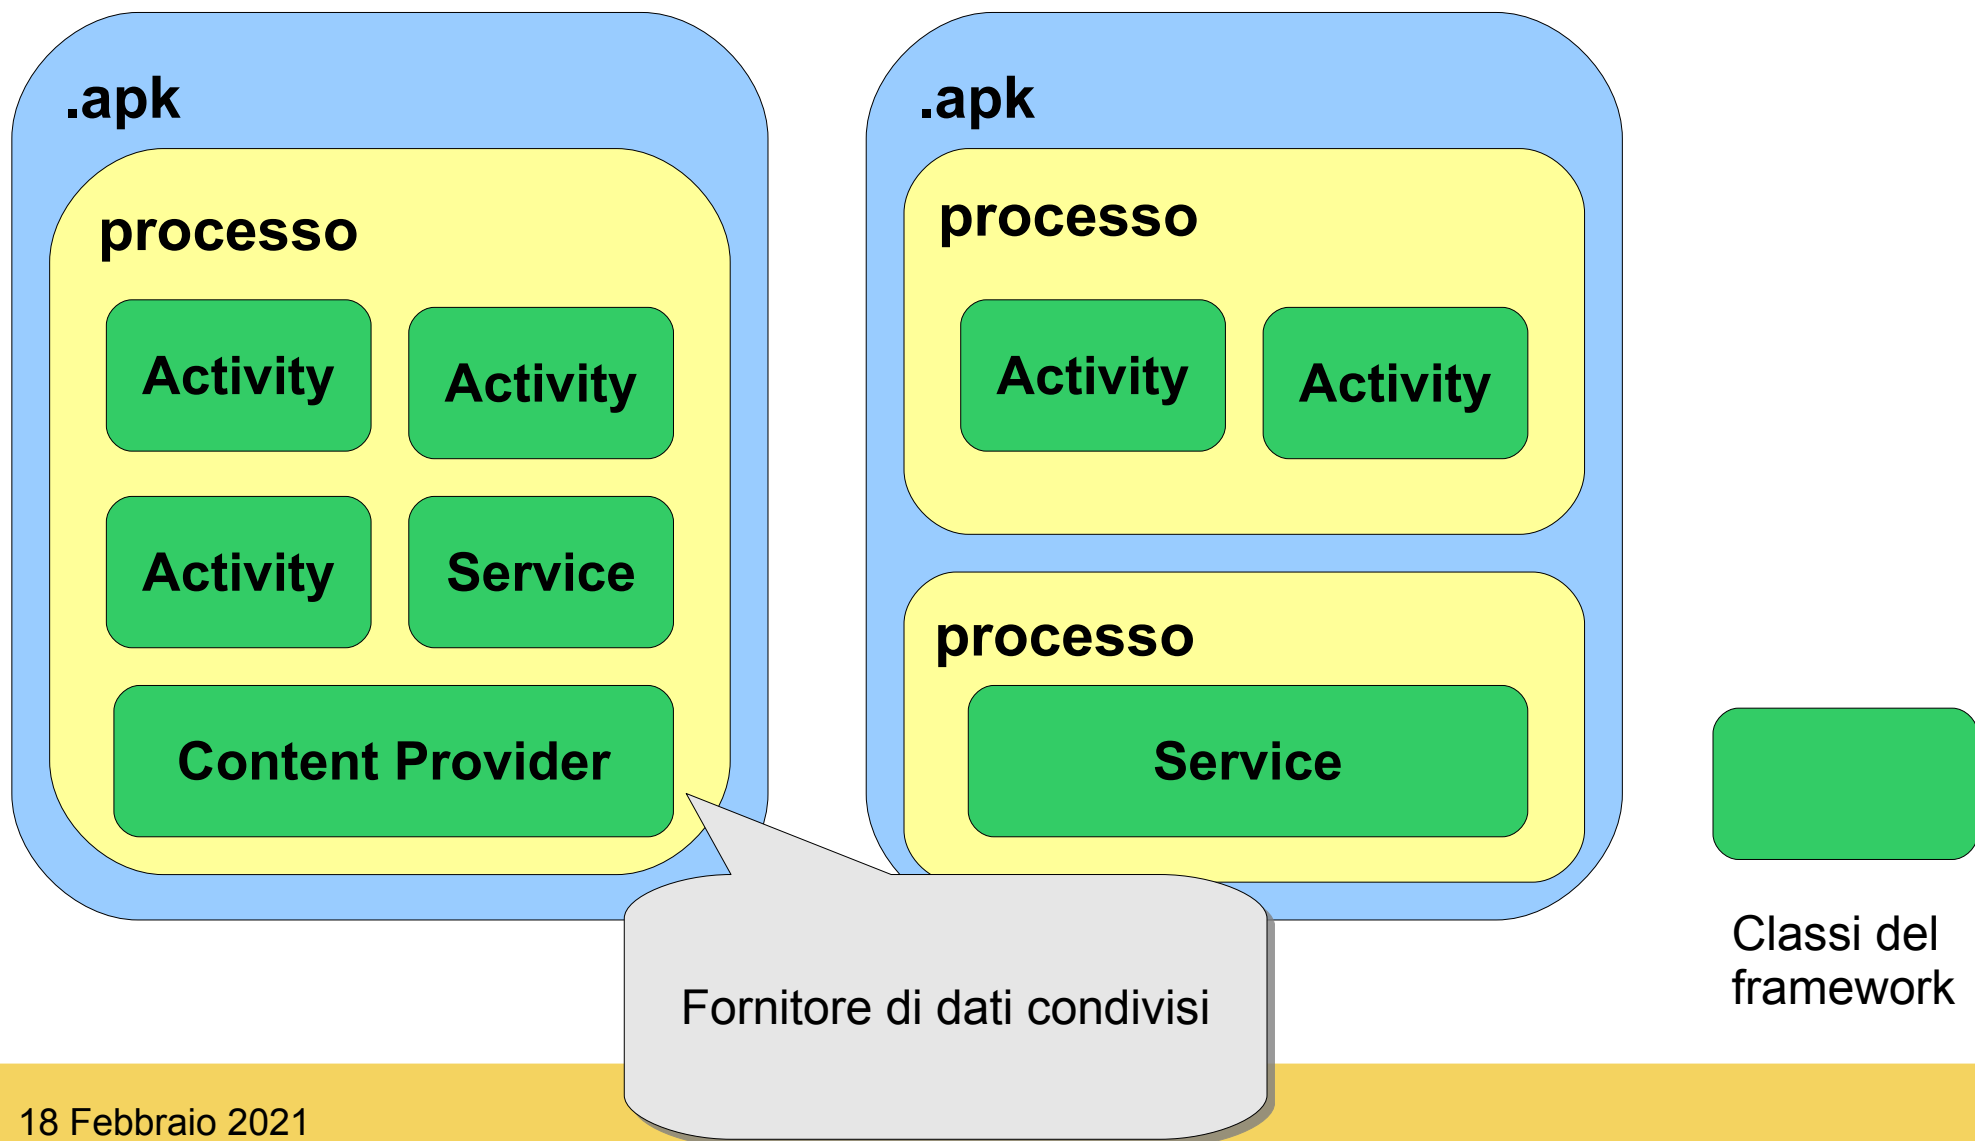 .apk
processo
Activity
Activity
Activity
Service
Content Provider
.apk
processo
Activity
Activity
processo
Service
Classi del
framework
Fornitore di dati condivisi
18 Febbraio 2021